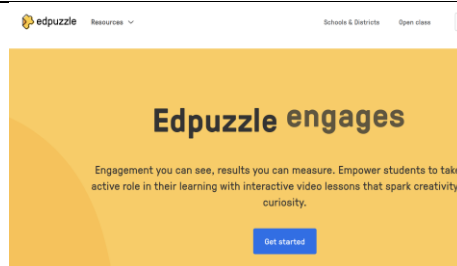 edpuzzle Resources Schools & Districts Open class
Edpuzzle engages
Engagement you can see, results you can measure. Empower students to take
active role in their learning with interactive video lessons that spark creativity
curiosity.
Get started